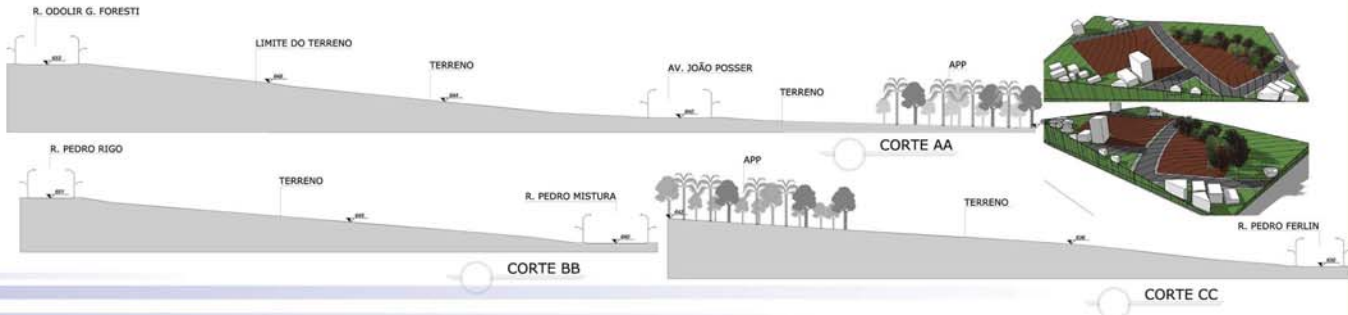 R. ODOLIR G. FORESTI
LIMITE DO TERRENO
TERRENO
AV. JOÃO POSSER
TERRENO
APP
CORTE AA
R. PEDRO RIGO
TERRENO
R. PEDRO MISTURA
CORTE BB
APP
TERRENO
R. PEDRO FERLIN
CORTE CC